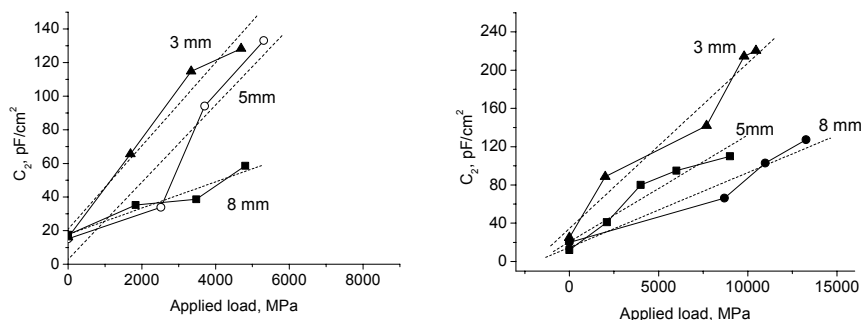 140
120
100
80
60
40
20
0
C₂, pF/cm²
3 mm
5mm
8 mm
0 2000 4000 6000 8000
Applied load, MPa
240
200
160
120
80
40
0
C₂, pF/cm²
3 mm
5mm
8 mm
0 5000 10000 15000
Applied load, MPa